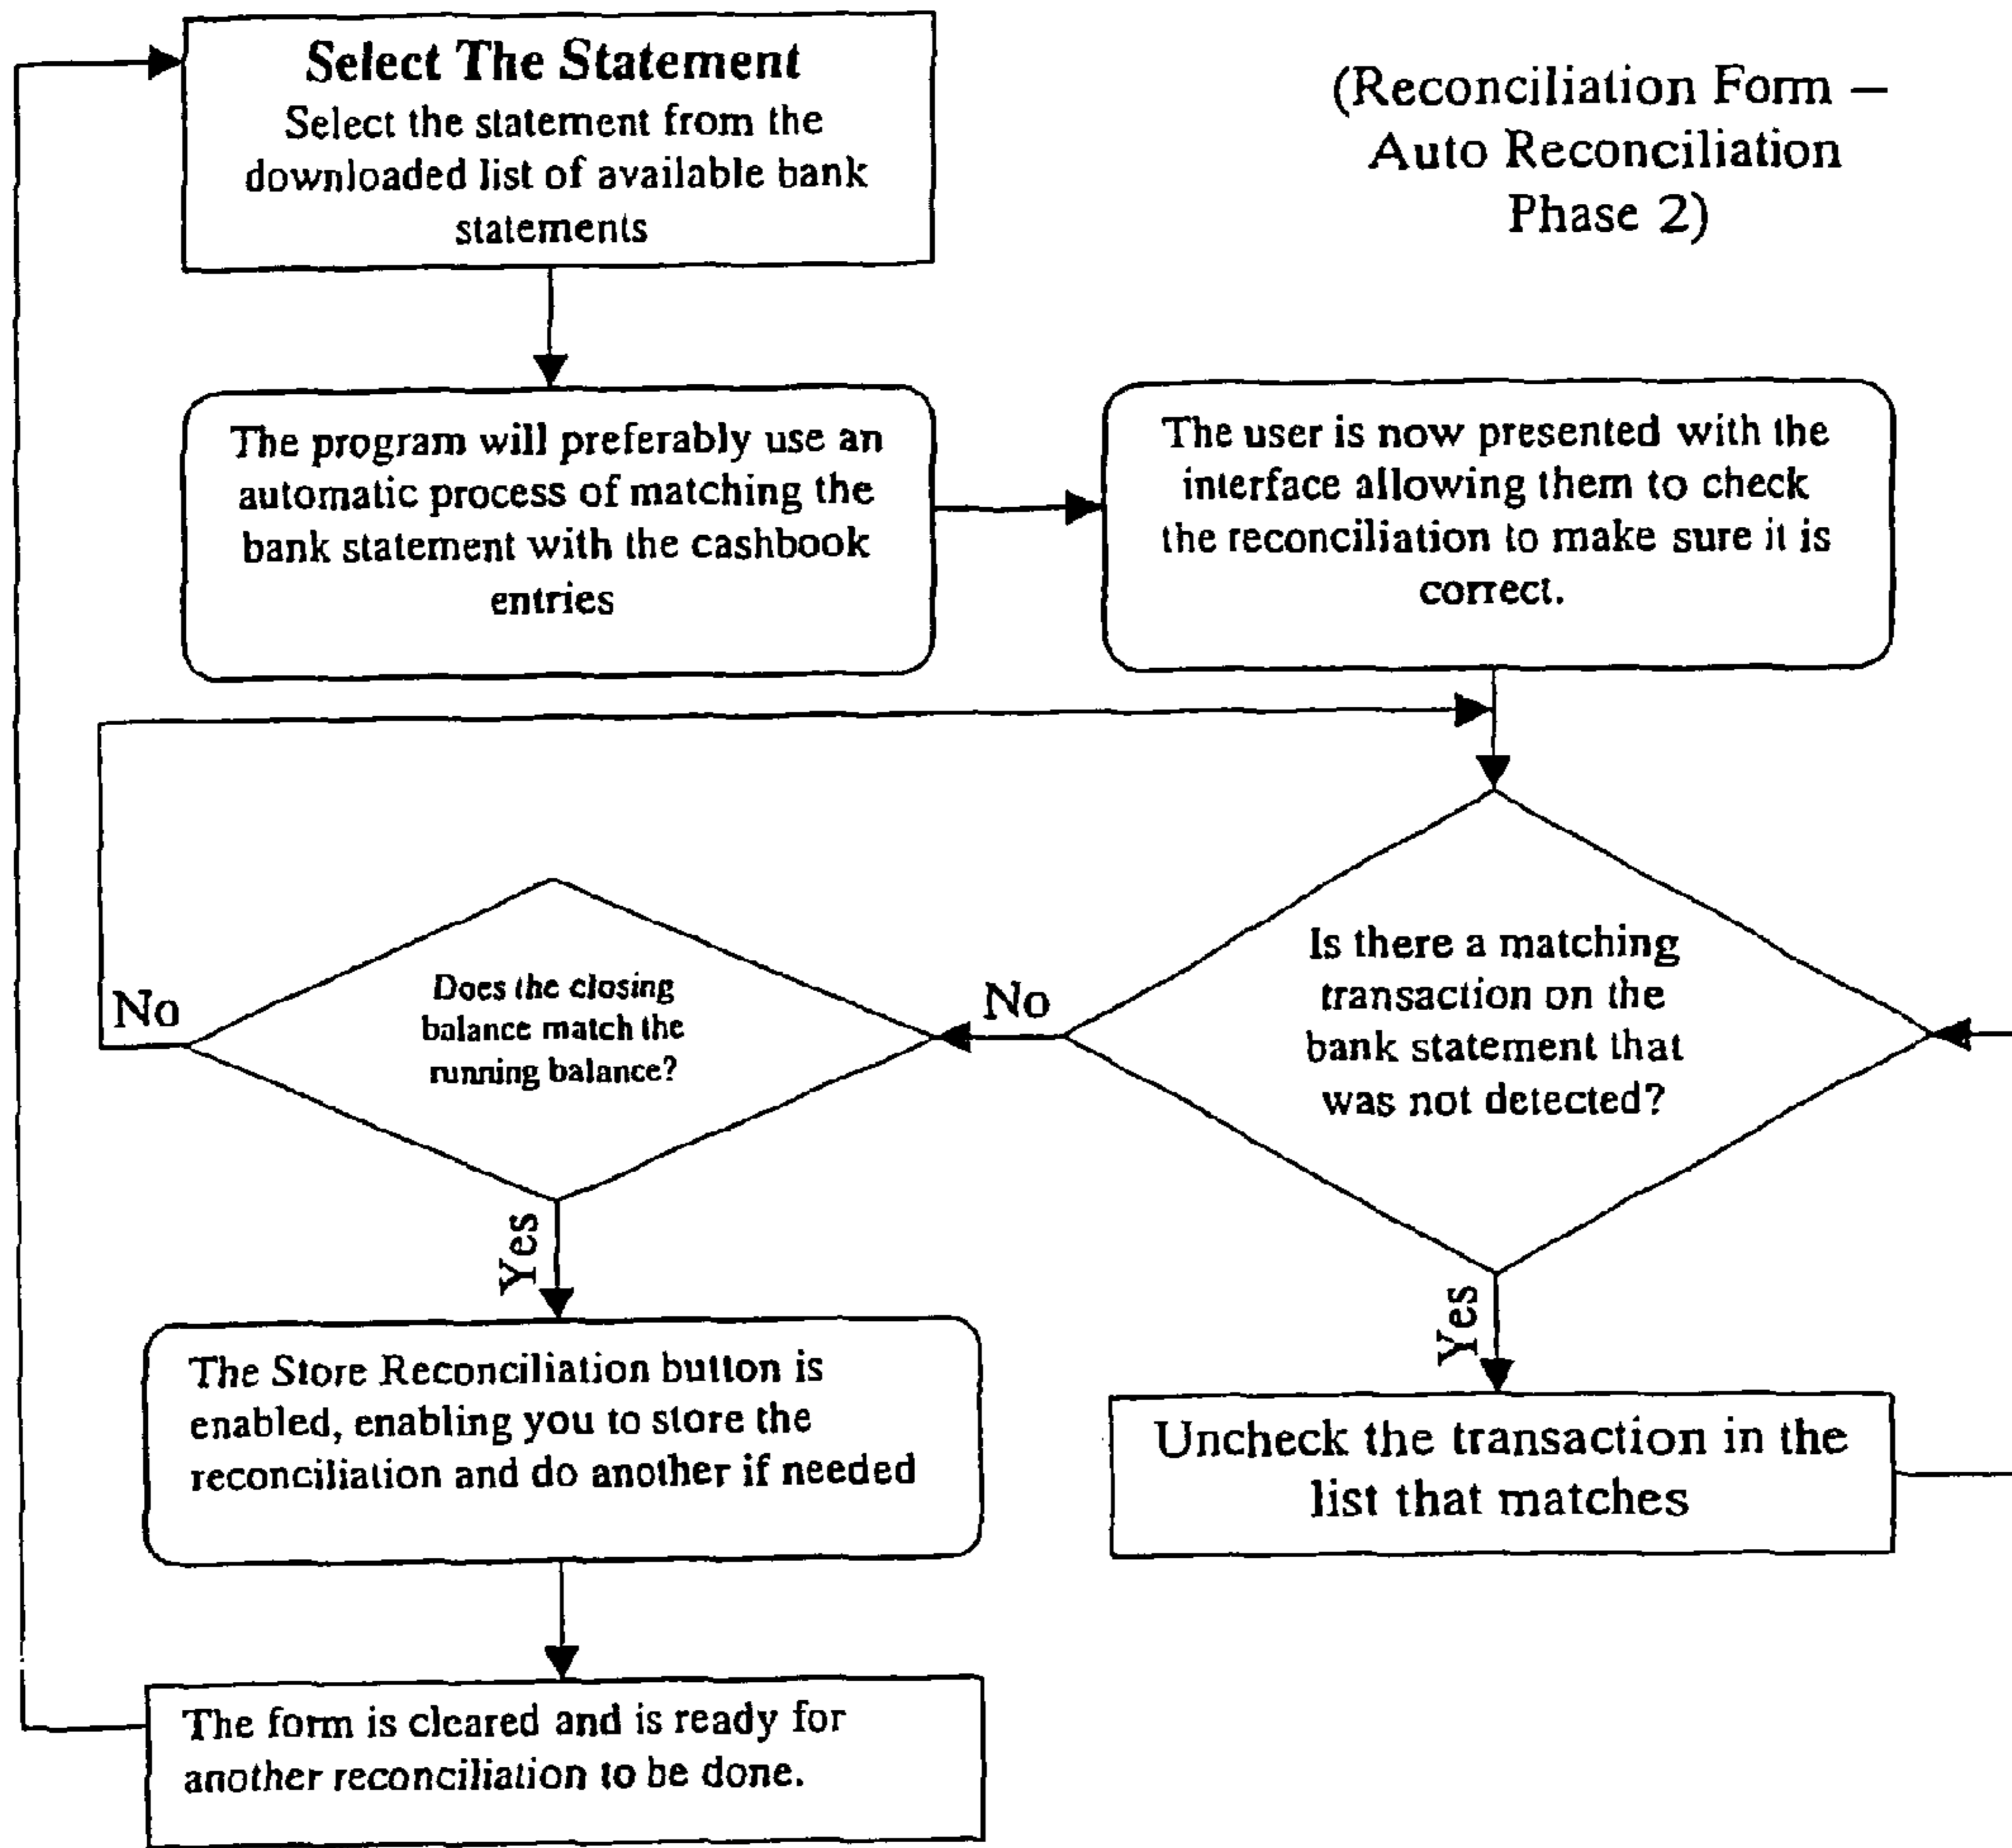 Select The Statement
Select the statement from the
downloaded list of available bank
statements
(Reconciliation Form –
Auto Reconciliation
Phase 2)
The program will preferably use an
automatic process of matching the
bank statement with the cashbook
entries
The user is now presented with the
interface allowing them to check
the reconciliation to make sure it is
correct.
Is there a matching
transaction on the
bank statement that
was not detected?
No
Does the closing
balance match the
running balance?
No
Yes
Yes
The Store Reconciliation button is
enabled, enabling you to store the
reconciliation and do another if needed
Uncheck the transaction in the
list that matches
The form is cleared and is ready for
another reconciliation to be done.